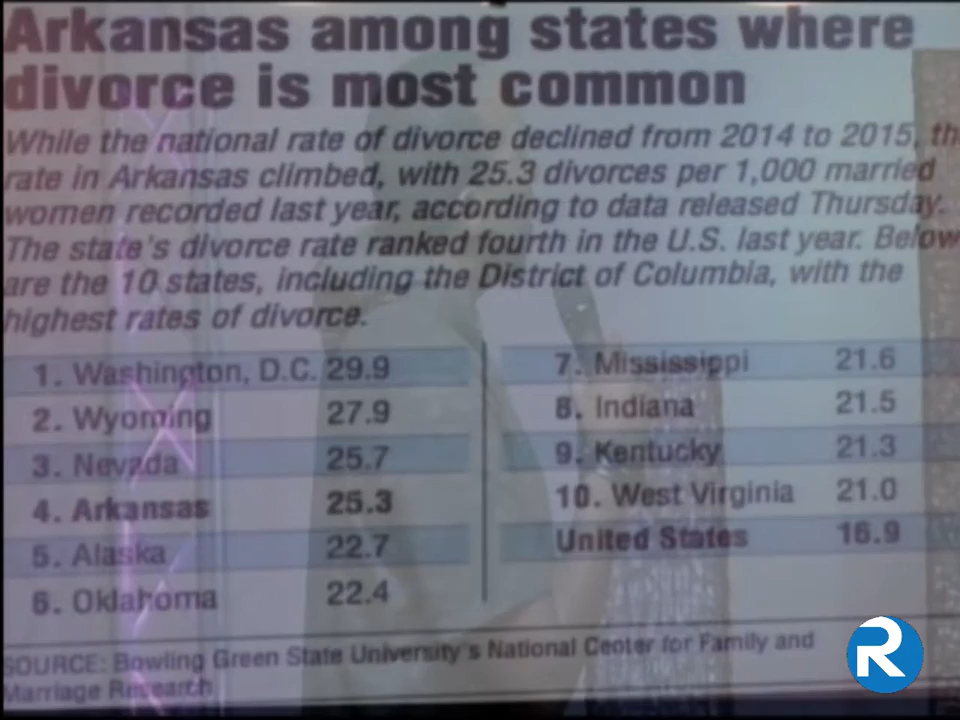 Arkansas among states where
divorce is most common
While the national rate of divorce declined from 2014 to 2015, th
rate in Arkansas climbed, with 25.3 divorces per 1,000 married
women recorded last year, according to data released Thursday.
The state's divorce rate ranked fourth in the U.S. last year. Below
are the 10 states, including the District of Columbia, with the
highest rates of divorce.
1. Washington, D.C. 29.9
2. Wyoming 27.9
3. Nevada 25.7
4. Arkansas 25.3
5. Alaska 22.7
6. Oklahoma 22.4
7. Mississippi 21.6
8. Indiana 21.5
9. Kentucky 21.3
10. West Virginia 21.0
United States 16.9
SOURCE: Bowling Green State University's National Center for Family and
Marriage Research
R